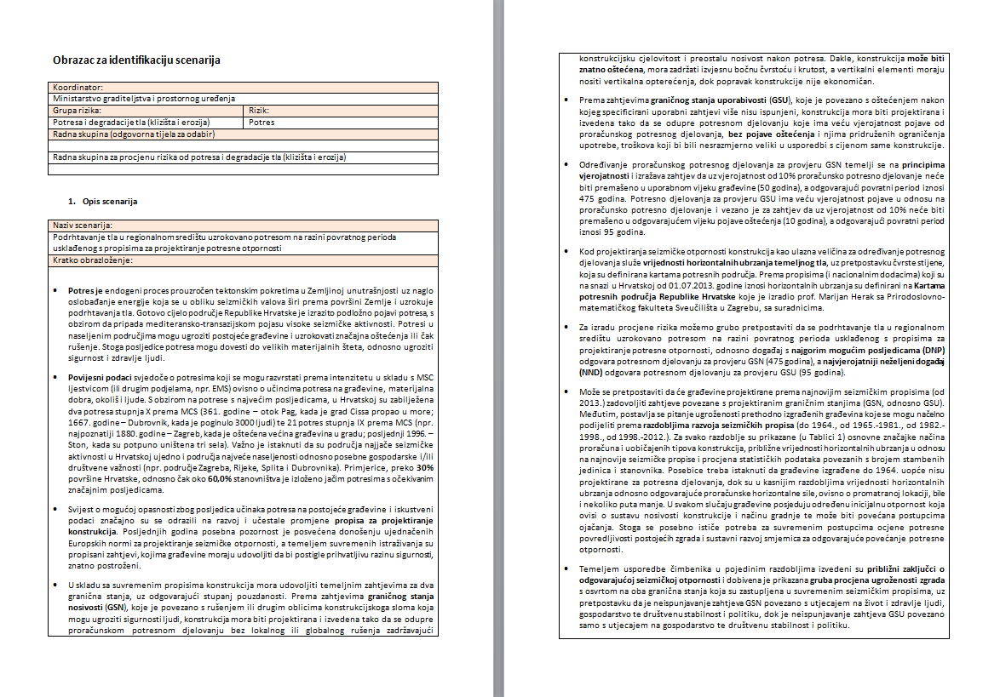 Obrazac za identifikaciju scenarija
Koordinator:
Ministarstvo graditeljstva i prostornog uređenja
Grupa rizika:
Rizik:
Potresa i degradacije tla (klizišta i erozija)
Potres
Radna skupina (odgovorna tijela za odabir)
Radna skupina za procjenu rizika od potresa i degradacije tla (klizišta i erozija)
1. Opis scenarija
Naziv scenarija:
Podrhtavanje tla u regionalnom središtu uzrokovano potresom na razini povratnog perioda
usklađenog s propisima za projektiranje potresne otpornosti
Kratko obrazloženje:
• Potres je endogeni proces prouzročen tektonskim pokretima u Zemljinoj unutrašnjosti uz naglo
oslobađanje energije koja se u obliku seizmičkih valova širi prema površini Zemlje i uzrokuje
podrhtavanja tla. Gotovo cijelo područje Republike Hrvatske je izrazito podložno pojavi potresa, s
obzirom da pripada mediteransko-transazijskom pojasu visoke seizmičke aktivnosti. Potresi u
naseljenim područjima mogu ugroziti postojeće građevine i uzrokovati značajna oštećenja ili čak
rušenje. Stoga posljedice potresa mogu dovesti do velikih materijalnih šteta, odnosno ugroziti
sigurnost i zdravlje ljudi.
• Povijesni podaci svjedoče o potresima koji se mogu razvrstati prema intenzitetu u skladu s MSC
ljestvicom (ili drugim podjelama, npr. EMS) ovisno o učincima potresa na građevine, materijalna
dobra, okoliš i ljude. S obzirom na potrese s najvećim posljedicama, u Hrvatskoj su zabilježena
dva potresa stupnja X prema MCS (361. godine – otok Pag, kada je grad Cissa propao u more;
1667. godine – Dubrovnik, kada je poginulo 3000 ljudi) te 21 potres stupnja IX prema MCS (npr.
najpoznatiji 1880. godine – Zagreb, kada je oštećena većina građevina u gradu; posljednji 1996. –
Ston, kada su potpuno uništena tri sela). Važno je istaknuti da su područja najjače seizmičke
aktivnosti u Hrvatskoj ujedno i područja najveće naseljenosti odnosno posebne gospodarske i/ili
društvene važnosti (npr. područje Zagreba, Rijeke, Splita i Dubrovnika). Primjerice, preko 30%
površine Hrvatske, odnosno čak oko 60,0% stanovništva je izloženo jačim potresima s očekivanim
značajnim posljedicama.
• Svijest o mogućoj opasnosti zbog posljedica učinaka potresa na postojeće građevine i iskustveni
podaci značajno su se odrazili na razvoj i učestale promjene propisa za projektiranje
konstrukcija. Posljednjih godina posebna pozornost je posvećena donošenju ujednačenih
Europskih normi za projektiranje seizmičke otpornosti, a temeljem suvremenih istraživanja su
propisani zahtjevi, kojima građevine moraju udovoljiti da bi postigle prihvatljivu razinu sigurnosti,
znatno postroženi.
• U skladu sa suvremenim propisima konstrukcija mora udovoljiti temeljnim zahtjevima za dva
granična stanja, uz odgovarajući stupanj pouzdanosti. Prema zahtjevima graničnog stanja
nosivosti (GSN), koje je povezano s rušenjem ili drugim oblicima konstrukcijskoga sloma koja
mogu ugroziti sigurnosti ljudi, konstrukcija mora biti projektirana i izvedena tako da se odupre
proračunskom potresnom djelovanju bez lokalnog ili globalnog rušenja zadržavajući
konstrukcijsku cjelovitost i preostalu nosivost nakon potresa. Dakle, konstrukcija može biti
znatno oštećena, mora zadržati izvjesnu bočnu čvrstoću i krutost, a vertikalni elementi moraju
nositi vertikalna opterećenja, dok popravak konstrukcije nije ekonomičan.
• Prema zahtjevima graničnog stanja uporabivosti (GSU), koje je povezano s oštećenjem nakon
kojeg specificirani uporabni zahtjevi više nisu ispunjeni, konstrukcija mora biti projektirana i
izvedena tako da se odupre potresnom djelovanju koje ima veću vjerojatnost pojave od
proračunskog potresnog djelovanja, bez pojave oštećenja i njima pridruženih ograničenja
upotrebe, troškova koji bi bili nesrazmjerno veliki u usporedbi s cijenom same konstrukcije.
• Određivanje proračunskog potresnog djelovanja za provjeru GSN temelji se na principima
vjerojatnosti i izražava zahtjev da uz vjerojatnost od 10% proračunsko potresno djelovanje neće
biti premašeno u uporabnom vijeku građevine (50 godina), a odgovarajući povratni period iznosi
475 godina. Potresno djelovanja za provjeru GSU ima veću vjerojatnost pojave u odnosu na
proračunsko potresno djelovanje i vezano je za zahtjev da uz vjerojatnost od 10% neće biti
premašeno u odgovarajućem vijeku pojave oštećenja (10 godina), a odgovarajući povratni period
iznosi 95 godina.
• Kod projektiranja seizmičke otpornosti konstrukcija kao ulazna veličina za određivanje potresnog
djelovanja služe vrijednosti horizontalnih ubrzanja temeljnog tla, uz pretpostavku čvrste stijene,
koja su definirana kartama potresnih područja. Prema propisima (i nacionalnim dodacima) koji su
na snazi u Hrvatskoj od 01.07.2013. godine iznosi horizontalnih ubrzanja su definirani na Kartama
potresnih područja Republike Hrvatske koje je izradio prof. Marijan Herak sa Prirodoslovno-
matematičkog fakulteta Sveučilišta u Zagrebu, sa suradnicima.
• Za izradu procjene rizika možemo grubo pretpostaviti da se podrhtavanje tla u regionalnom
središtu uzrokovano potresom na razini povratnog perioda usklađenog s propisima za
projektiranje potresne otpornosti, odnosno događaj s najgorim mogućim posljedicama (DNP)
odgovara potresnom djelovanju za provjeru GSN (475 godina), a najvjerojatniji neželjeni događaj
(NND) odgovara potresnom djelovanju za provjeru GSU (95 godina).
• Može se pretpostaviti da će građevine projektirane prema najnovijim seizmičkim propisima (od
2013.) zadovoljiti zahtjeve povezane s projektiranim graničnim stanjima (GSN, odnosno GSU).
Međutim, postavlja se pitanje ugroženosti prethodno izgrađenih građevina koje se mogu načelno
podijeliti prema razdobljima razvoja seizmičkih propisa (do 1964., od 1965.-1981., od 1982.-
1998., od 1998.-2012.). Za svako razdoblje su prikazane (u Tablici 1) osnovne značajke načina
proračuna i uobičajenih tipova konstrukcija, približne vrijednosti horizontalnih ubrzanja u odnosu
na najnovije seizmičke propise i procjena statističkih podataka povezanih s brojem stambenih
jedinica i stanovnika. Posebice treba istaknuti da građevine izgrađene do 1964. uopće nisu
projektirane za potresna djelovanja, dok su u kasnijim razdobljima vrijednosti horizontalnih
ubrzanja odnosno odgovarajuće proračunske horizontalne sile, ovisno o promatranoj lokaciji, bile
i nekoliko puta manje. U svakom slučaju građevine posjeduju određenu inicijalnu otpornost koja
ovisi o sustavu nosivosti konstrukcije i načinu gradnje te može biti povećana postupcima
ojačanja. Stoga se posebno ističe potreba za suvremenim postupcima ocjene potresne
povredljivosti postojećih zgrada i sustavni razvoj smjernica za odgovarajuće povećanje potresne
otpornosti.
• Temeljem usporedbe čimbenika u pojedinim razdobljima izvedeni su približni zaključci o
odgovarajućoj seizmičkoj otpornosti i dobivena je prikazana gruba procjena ugroženosti zgrada
s osvrtom na oba granična stanja koja su zastupljena u suvremenim seizmičkim propisima, uz
pretpostavku da je neispunjavanje zahtjeva GSN povezano s utjecajem na život i zdravlje ljudi,
gospodarstvo te društvenu stabilnost i politiku, dok je neispunjavanje zahtjeva GSU povezano
samo s utjecajem na gospodarstvo te društvenu stabilnost i politiku.